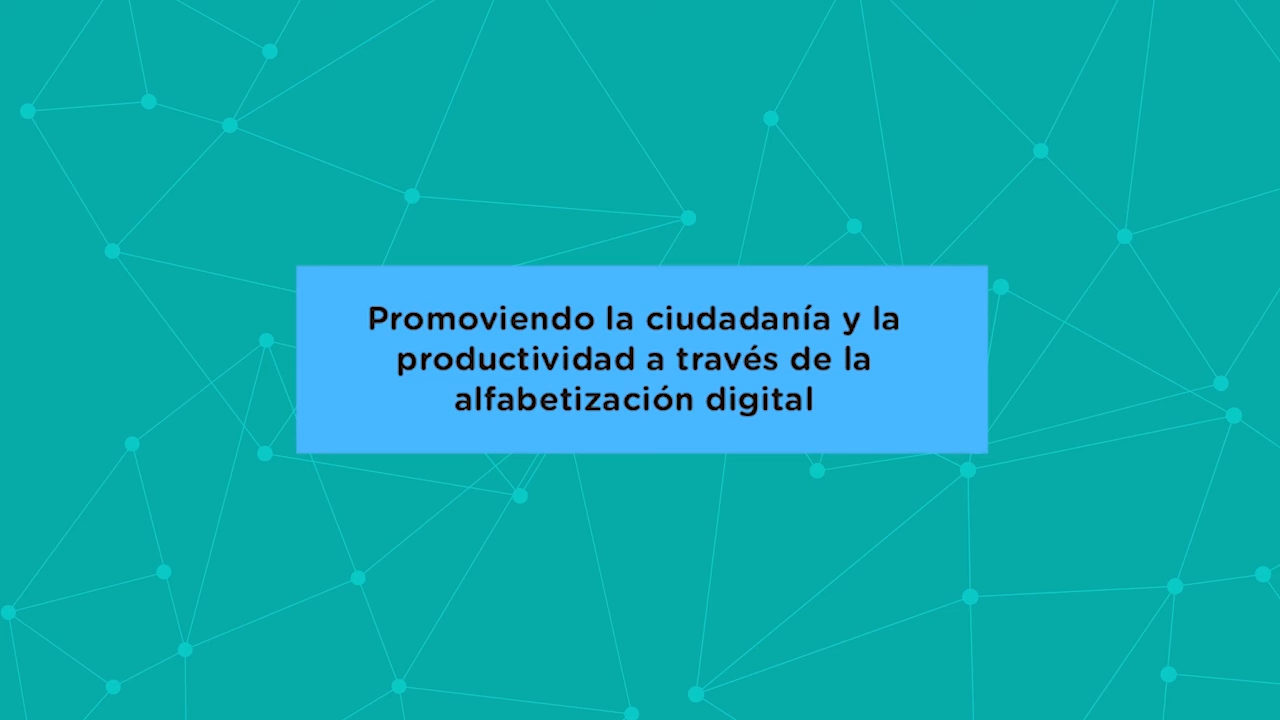 Promoviendo la ciudadanía y la
productividad a través de la
alfabetización digital